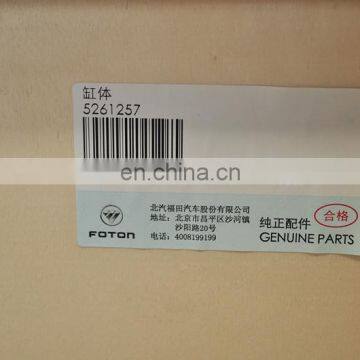 缸体
5261257
en.china.cn
北汽福田汽车股份有限公司
地址：北京市昌平区沙河镇
沙阳路20号
电话：4008199199
FOTON
纯正配件
合格
GENUINE PARTS